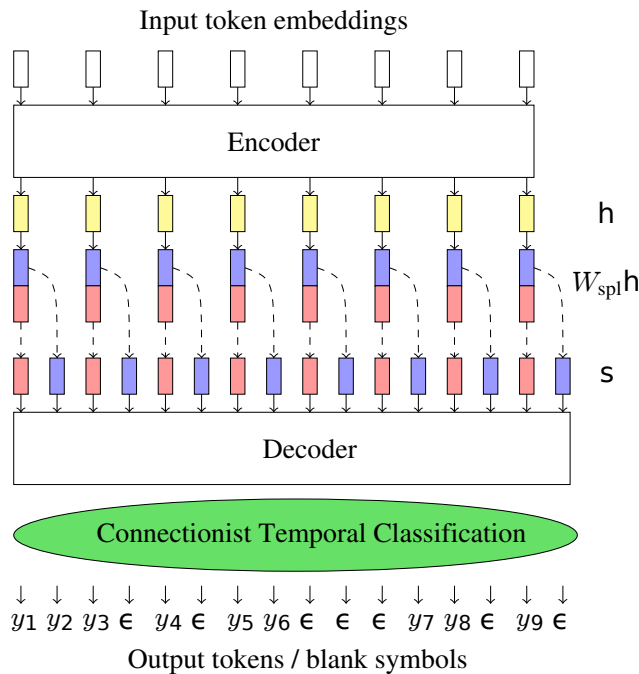 Input token embeddings
Encoder
h
W_spl h
s
Decoder
Connectionist Temporal Classification
y1 y2 y3 ϵ y4 ϵ y5 y6 ϵ ϵ ϵ y7 y8 ϵ y9 ϵ
Output tokens / blank symbols